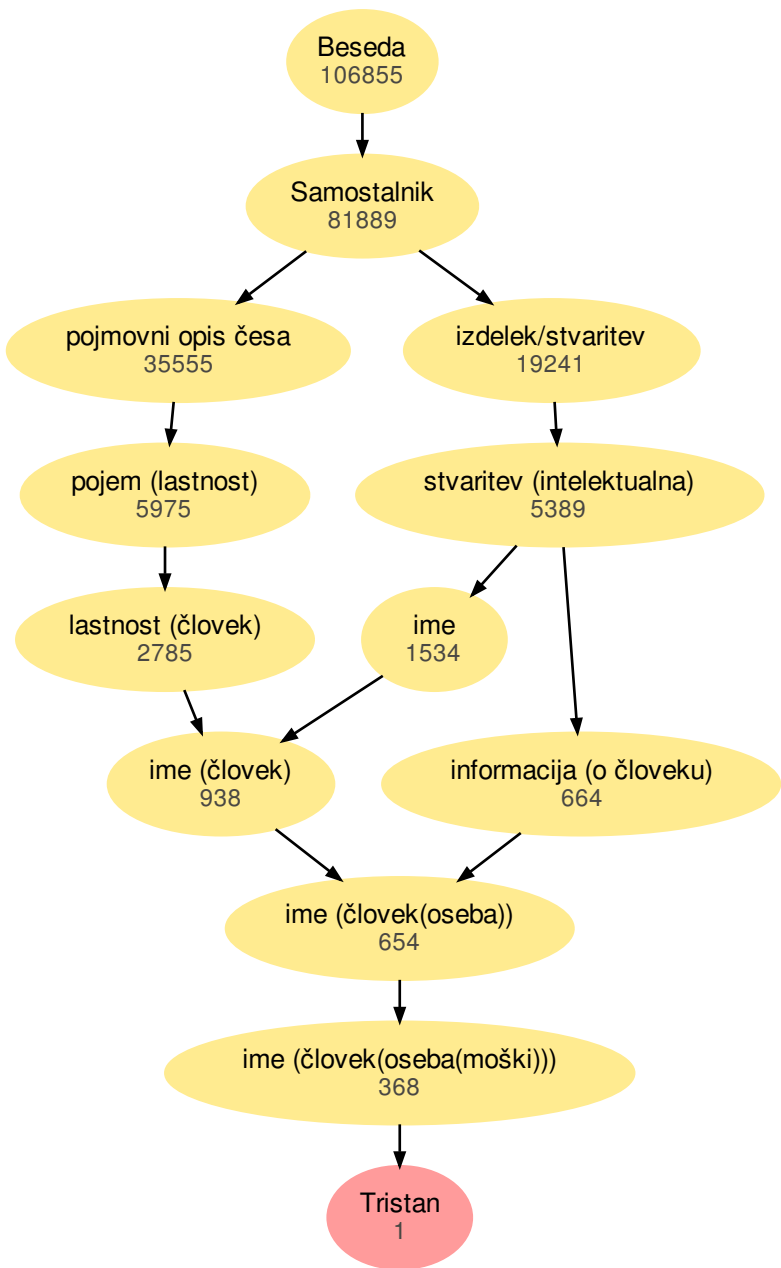 Beseda
106855
Samostalnik
81889
pojmovni opis česa
35555
izdelek/stvaritev
19241
pojem (lastnost)
5975
stvaritev (intelektualna)
5389
lastnost (človek)
2785
ime
1534
ime (človek)
938
informacija (o človeku)
664
ime (človek(oseba))
654
ime (človek(oseba(moški)))
368
Tristan
1